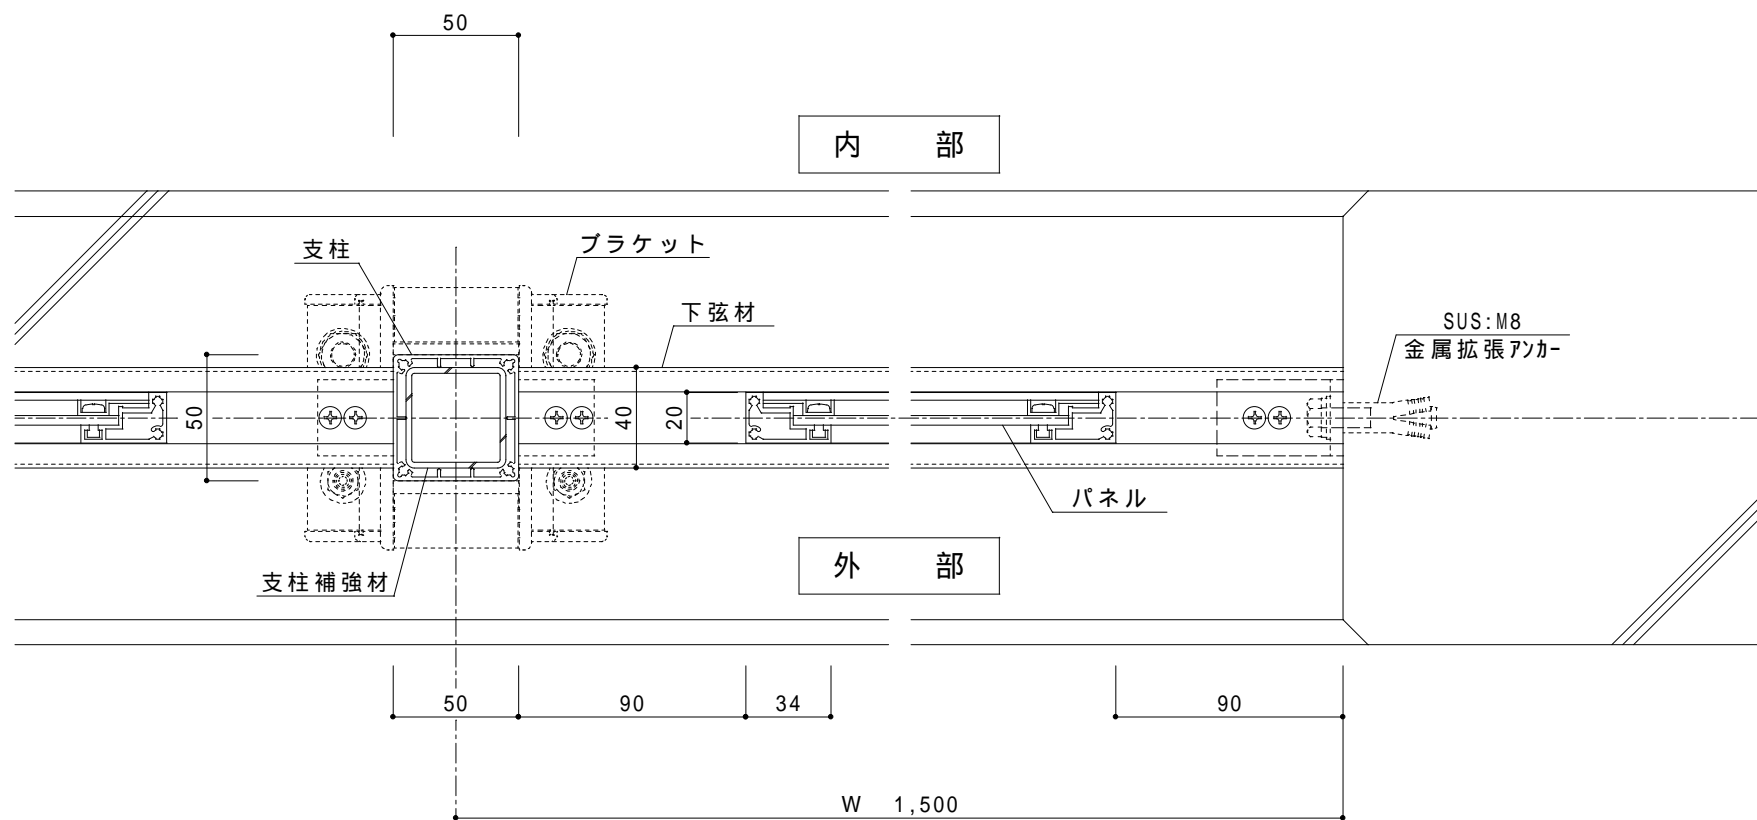 50
内 部
支柱
ブラケット
下弦材
SUS:M8
金属拡張アンカー
50
40
20
パネル
外 部
支柱補強材
50
90
34
90
W 1,500